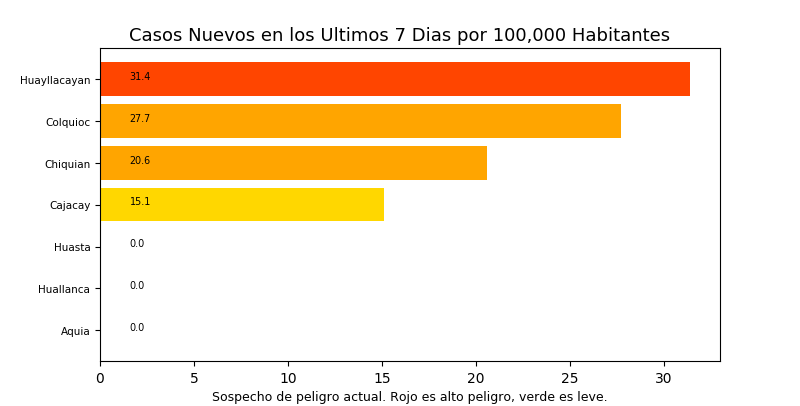 Casos Nuevos en los Ultimos 7 Dias por 100,000 Habitantes
Huayllacayan 31.4
Colquioc 27.7
Chiquian 20.6
Cajacay 15.1
Huasta 0.0
Huallanca 0.0
Aquia 0.0
0 5 10 15 20 25 30
Sospecho de peligro actual. Rojo es alto peligro, verde es leve.